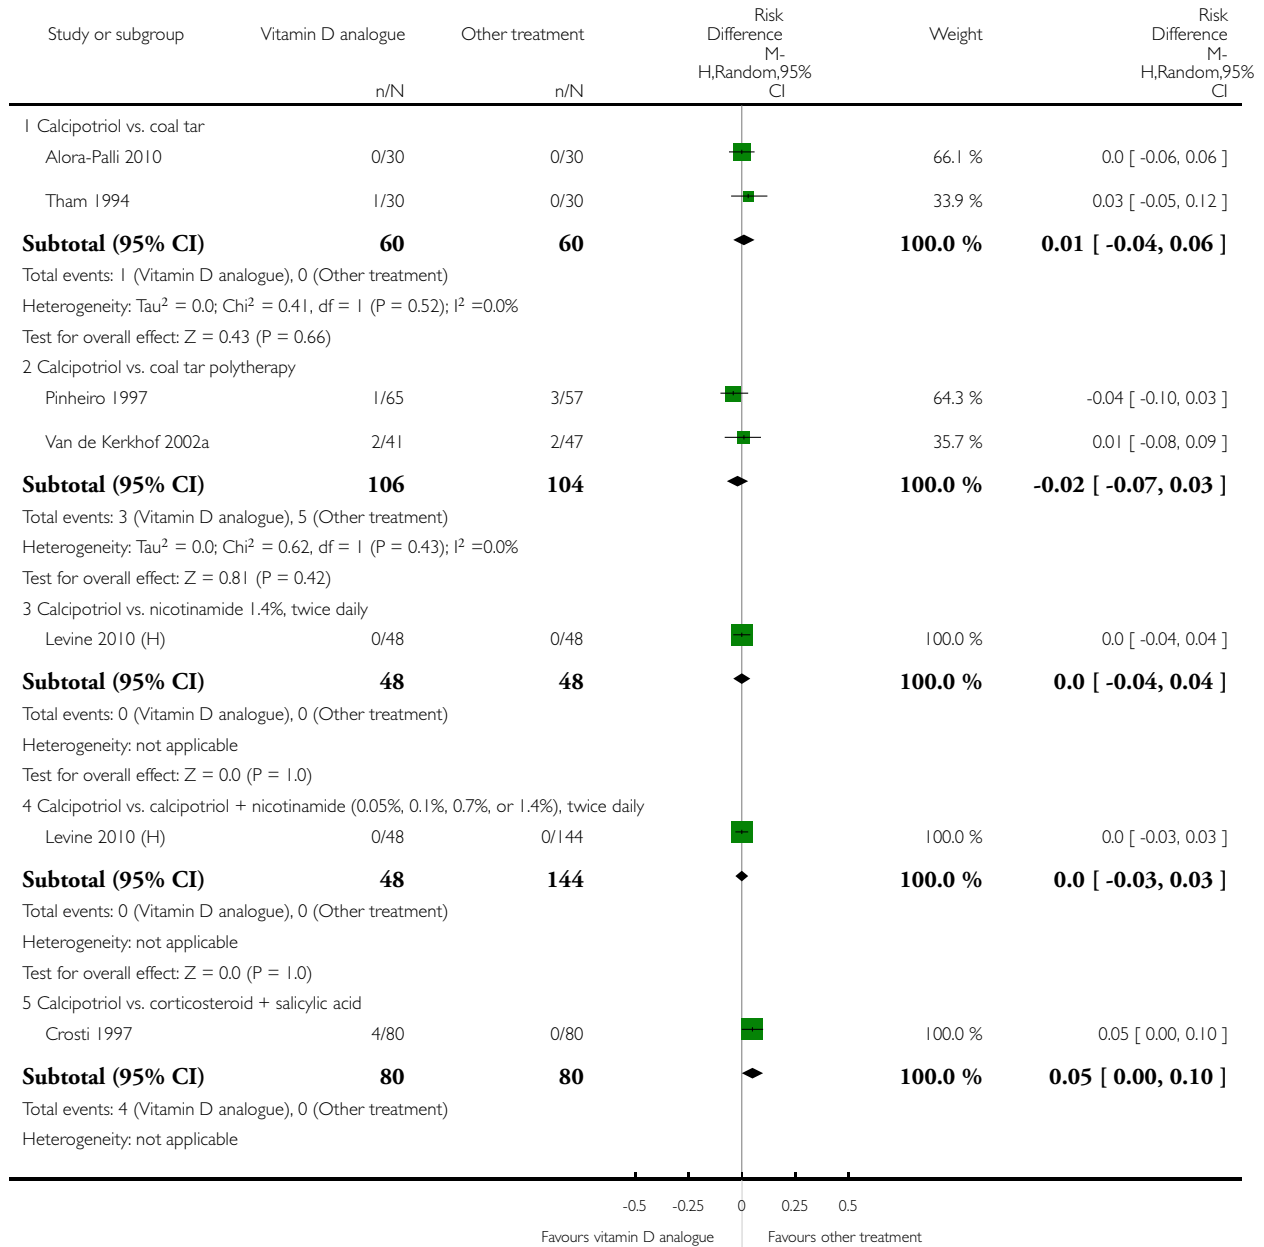 Study or subgroup Vitamin D analogue Other treatment Risk Difference Weight Risk Difference
M-H,Random,95% CI M-H,Random,95% CI
n/N n/N
1 Calcipotriol vs. coal tar
Alora-Palli 2010 0/30 0/30 66.1 % 0.0 [ -0.06, 0.06 ]
Tham 1994 1/30 0/30 33.9 % 0.03 [ -0.05, 0.12 ]
Subtotal (95% CI) 60 60 100.0 % 0.01 [ -0.04, 0.06 ]
Total events: 1 (Vitamin D analogue), 0 (Other treatment)
Heterogeneity: Tau² = 0.0; Chi² = 0.41, df = 1 (P = 0.52); I² =0.0%
Test for overall effect: Z = 0.43 (P = 0.66)
2 Calcipotriol vs. coal tar polytherapy
Pinheiro 1997 1/65 3/57 64.3 % -0.04 [ -0.10, 0.03 ]
Van de Kerkhof 2002a 2/41 2/47 35.7 % 0.01 [ -0.08, 0.09 ]
Subtotal (95% CI) 106 104 100.0 % -0.02 [ -0.07, 0.03 ]
Total events: 3 (Vitamin D analogue), 5 (Other treatment)
Heterogeneity: Tau² = 0.0; Chi² = 0.62, df = 1 (P = 0.43); I² =0.0%
Test for overall effect: Z = 0.81 (P = 0.42)
3 Calcipotriol vs. nicotinamide 1.4%, twice daily
Levine 2010 (H) 0/48 0/48 100.0 % 0.0 [ -0.04, 0.04 ]
Subtotal (95% CI) 48 48 100.0 % 0.0 [ -0.04, 0.04 ]
Total events: 0 (Vitamin D analogue), 0 (Other treatment)
Heterogeneity: not applicable
Test for overall effect: Z = 0.0 (P = 1.0)
4 Calcipotriol vs. calcipotriol + nicotinamide (0.05%, 0.1%, 0.7%, or 1.4%), twice daily
Levine 2010 (H) 0/48 0/144 100.0 % 0.0 [ -0.03, 0.03 ]
Subtotal (95% CI) 48 144 100.0 % 0.0 [ -0.03, 0.03 ]
Total events: 0 (Vitamin D analogue), 0 (Other treatment)
Heterogeneity: not applicable
Test for overall effect: Z = 0.0 (P = 1.0)
5 Calcipotriol vs. corticosteroid + salicylic acid
Crosti 1997 4/80 0/80 100.0 % 0.05 [ 0.00, 0.10 ]
Subtotal (95% CI) 80 80 100.0 % 0.05 [ 0.00, 0.10 ]
Total events: 4 (Vitamin D analogue), 0 (Other treatment)
Heterogeneity: not applicable
-0.5 -0.25 0 0.25 0.5
Favours vitamin D analogue Favours other treatment